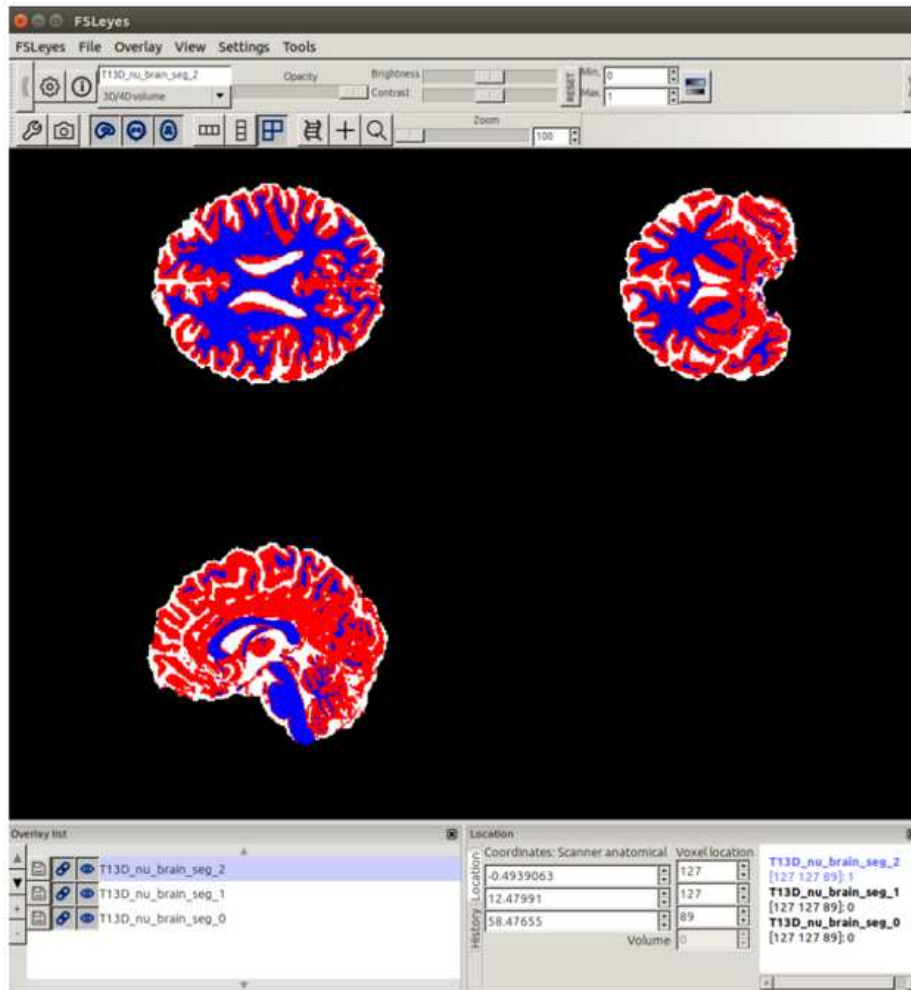 FSLeyes
FSLeyes File Overlay View Settings Tools
T13D_nu_brain_seg_2
3D/4D volume
Opacity
Brightness
Contrast
RESET
Min. 0
Max. 1
Zoom
100
Overlay list
T13D_nu_brain_seg_2
T13D_nu_brain_seg_1
T13D_nu_brain_seg_0
Location
History Location
Coordinates: Scanner anatomical Voxel location
-0.4939063 127
12.47991 127
58.47655 89
Volume 0
T13D_nu_brain_seg_2
[127 127 89]: 1
T13D_nu_brain_seg_1
[127 127 89]: 0
T13D_nu_brain_seg_0
[127 127 89]: 0